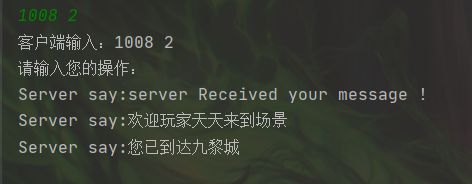 1008 2
客户端输入：1008 2
请输入您的操作：
Server say:server Received your message !
Server say:欢迎玩家天天来到场景
Server say:您已到达九黎城